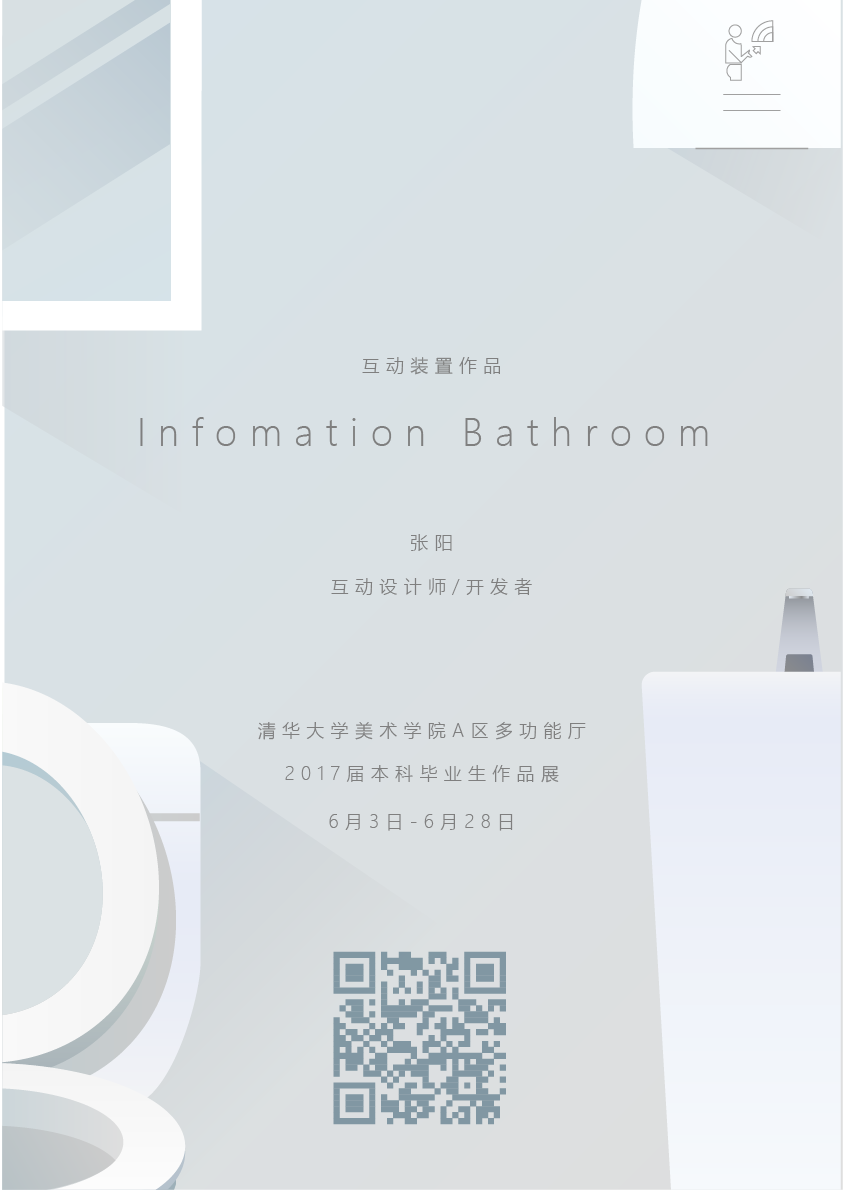 互动装置作品
Infomation Bathroom
张阳
互动设计师/开发者
清华大学美术学院A区多功能厅
2017届本科毕业生作品展
6月3日-6月28日